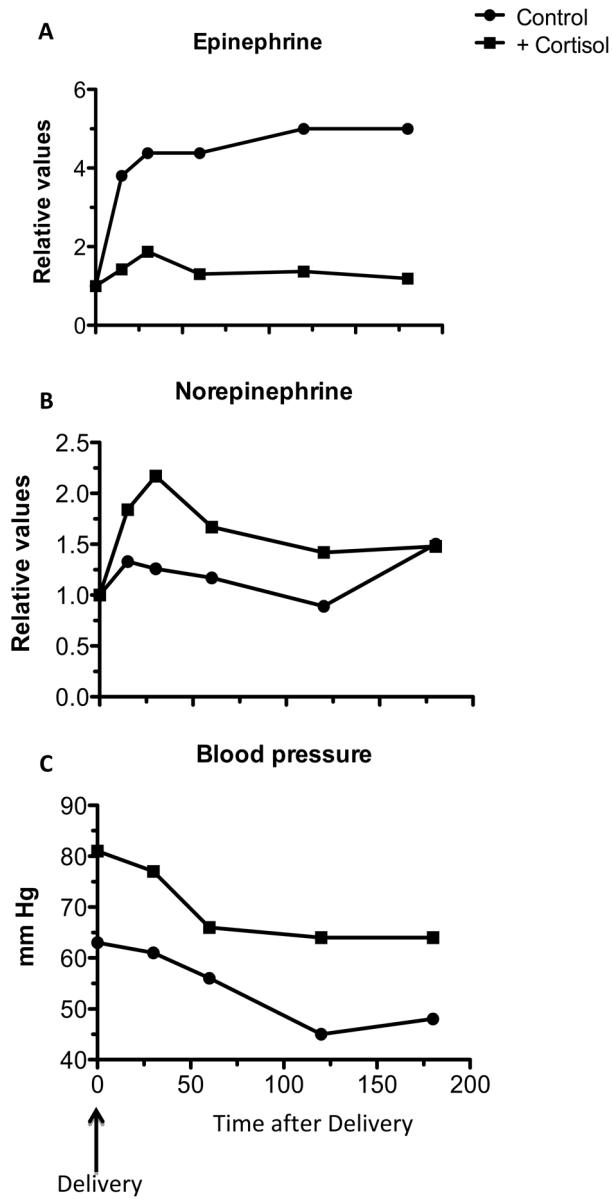 Control
+ Cortisol
A
Epinephrine
6
4
2
0
Relative values
B
Norepinephrine
2.5
2.0
1.5
1.0
0.5
0.0
Relative values
C
Blood pressure
90
80
70
60
50
40
mm Hg
0 50 100 150 200
Time after Delivery
Delivery